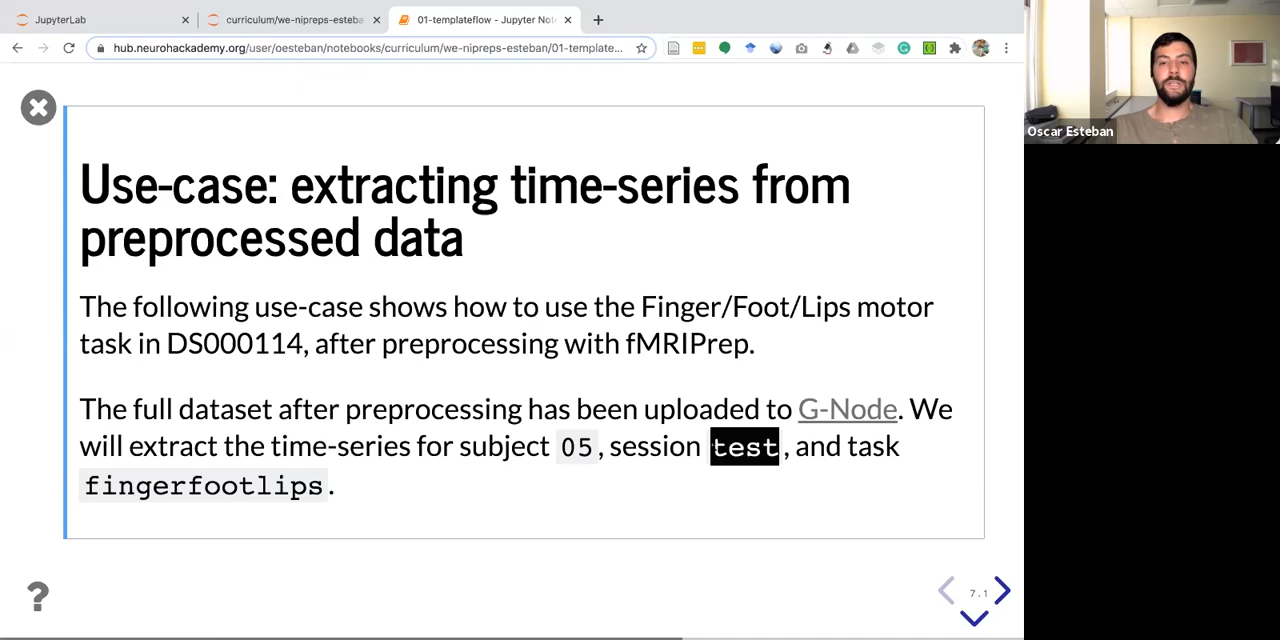 JupyterLab
curriculum/we-nipreps-esteba
01-templateflow - Jupyter Not
hub.neurohackademy.org/user/oesteban/notebooks/curriculum/we-nipreps-esteban/01-template...
Oscar Esteban
Use-case: extracting time-series from
preprocessed data
The following use-case shows how to use the Finger/Foot/Lips motor
task in DS000114, after preprocessing with fMRIPrep.
The full dataset after preprocessing has been uploaded to G-Node. We
will extract the time-series for subject 05, session test, and task
fingerfootlips.
?
7.1